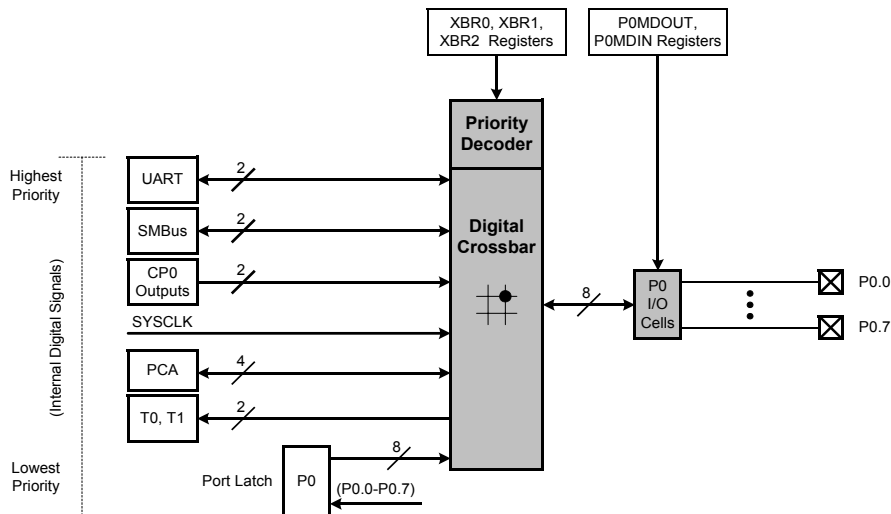 XBR0, XBR1,
XBR2 Registers
P0MDOUT,
P0MDIN Registers
Priority
Decoder
Highest
Priority
UART
2
SMBus
2
Digital
Crossbar
CP0
Outputs
2
SYSCLK
8
P0
I/O
Cells
P0.0
P0.7
(Internal Digital Signals)
PCA
4
T0, T1
2
Lowest
Priority
Port Latch
P0
8
(P0.0-P0.7)